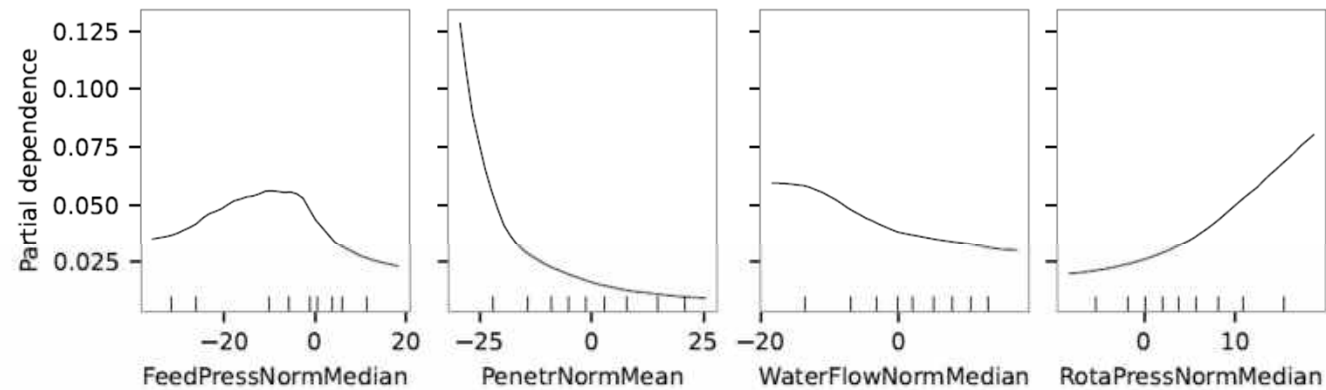 Partial dependence
0.125
0.100
0.075
0.050
0.025
−20 0 20
−25 0 25
−20 0
0 10
FeedPressNormMedian
PenetrNormMean
WaterFlowNormMedian
RotaPressNormMedian